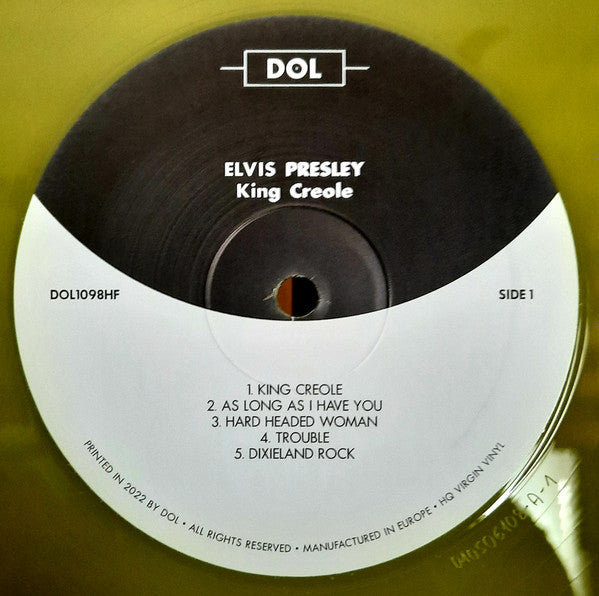 DOL
ELVIS PRESLEY
King Creole
DOL1098HF
SIDE 1
1. KING CREOLE
2. AS LONG AS I HAVE YOU
3. HARD HEADED WOMAN
4. TROUBLE
5. DIXIELAND ROCK
PRINTED IN 2022 BY DOL • ALL RIGHTS RESERVED • MANUFACTURED IN EUROPE • HQ VIRGIN VINYL